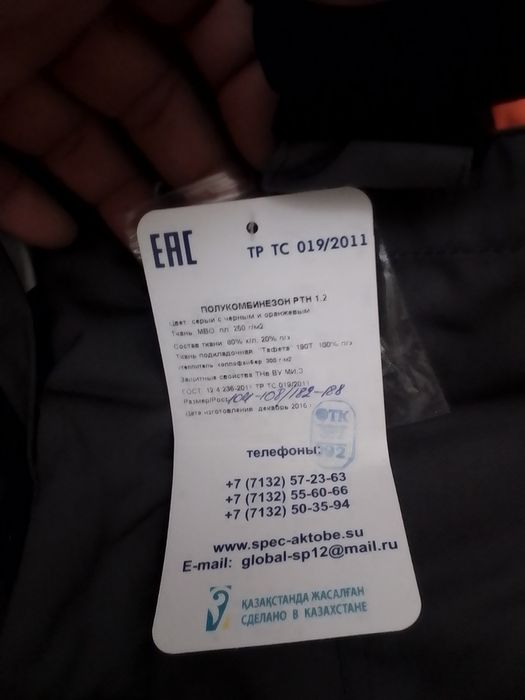 EAC
ТР ТС 019/2011
ПОЛУКОМБИНЕЗОН РТН 1.2
Цвет: серый с черным и оранжевым
Ткань: МВО, пл. 250 г/м2
Состав ткани: 80% х/л, 20% п/э
Ткань подкладочная: "Тафета" 190Т 100% п/э
Утеплитель: теплофайбер 300 г/м2
Защитные свойства ТНв ВУ МИ З
ГОСТ 12.4.236-2011 ТР ТС 019/2011
Размер/Рост: 104-108/182-188
Дата изготовления: декабрь 2016 г
ОТК
92
телефоны:
+7 (7132) 57-23-63
+7 (7132) 55-60-66
+7 (7132) 50-35-94
www.spec-aktobe.su
E-mail: global-sp12@mail.ru
ҚАЗАҚСТАНДА ЖАСАЛҒАН
СДЕЛАНО В КАЗАХСТАНЕ